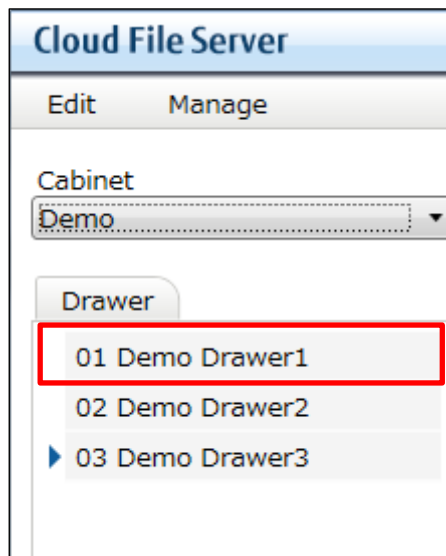 Cloud File Server
Edit Manage
Cabinet
Demo
Drawer
01 Demo Drawer1
02 Demo Drawer2
03 Demo Drawer3